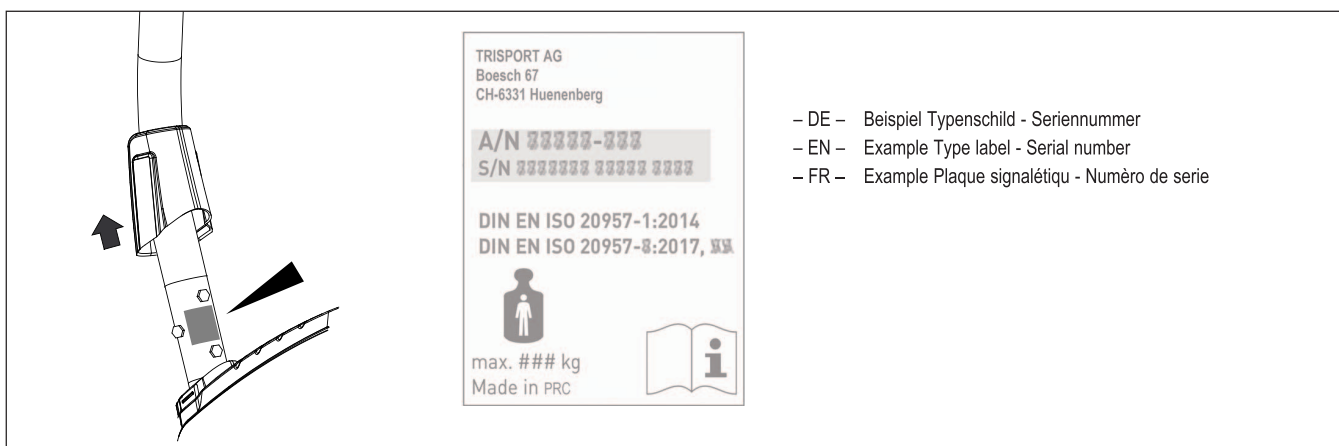 TRISPORT AG
Boesch 67
CH-6331 Huenenberg
A/N
S/N
DIN EN ISO 20957-1:2014
DIN EN ISO 20957- :2017,
max. ### kg
Made in PRC
– DE – Beispiel Typenschild - Seriennummer
– EN – Example Type label - Serial number
– FR – Example Plaque signalétiqu - Numèro de serie